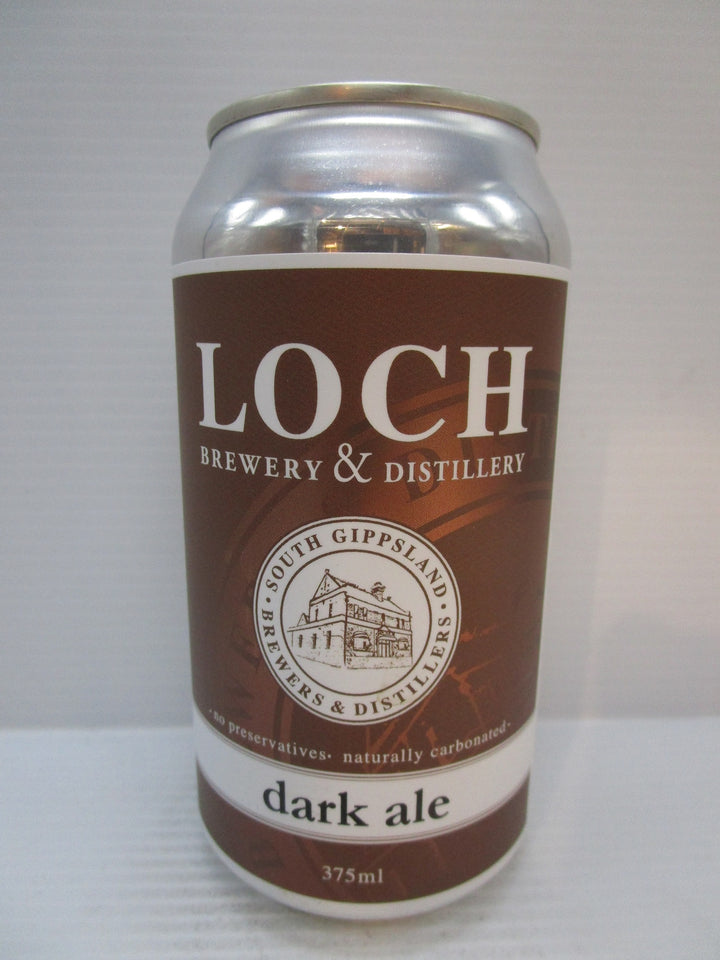 LOCH
BREWERY & DISTILLERY
SOUTH GIPPSLAND
• BREWERS & DISTILLERS •
-no preservatives• naturally carbonated-
dark ale
375ml